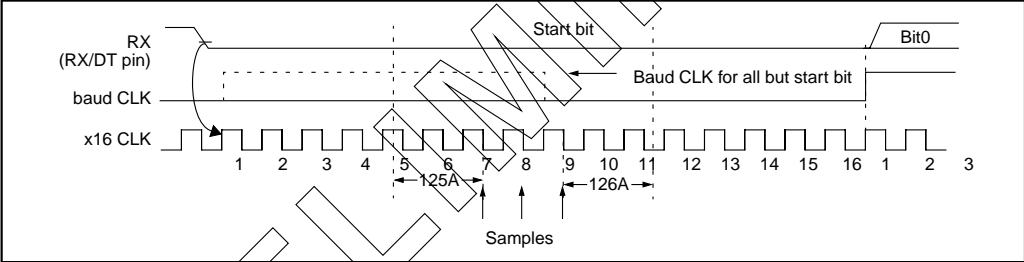 Start bit
RX
(RX/DT pin)
Bit0
Baud CLK for all but start bit
baud CLK
x16 CLK
1 2 3 4 5 6 7 8 9 10 11 12 13 14 15 16 1 2 3
125A 126A
Samples